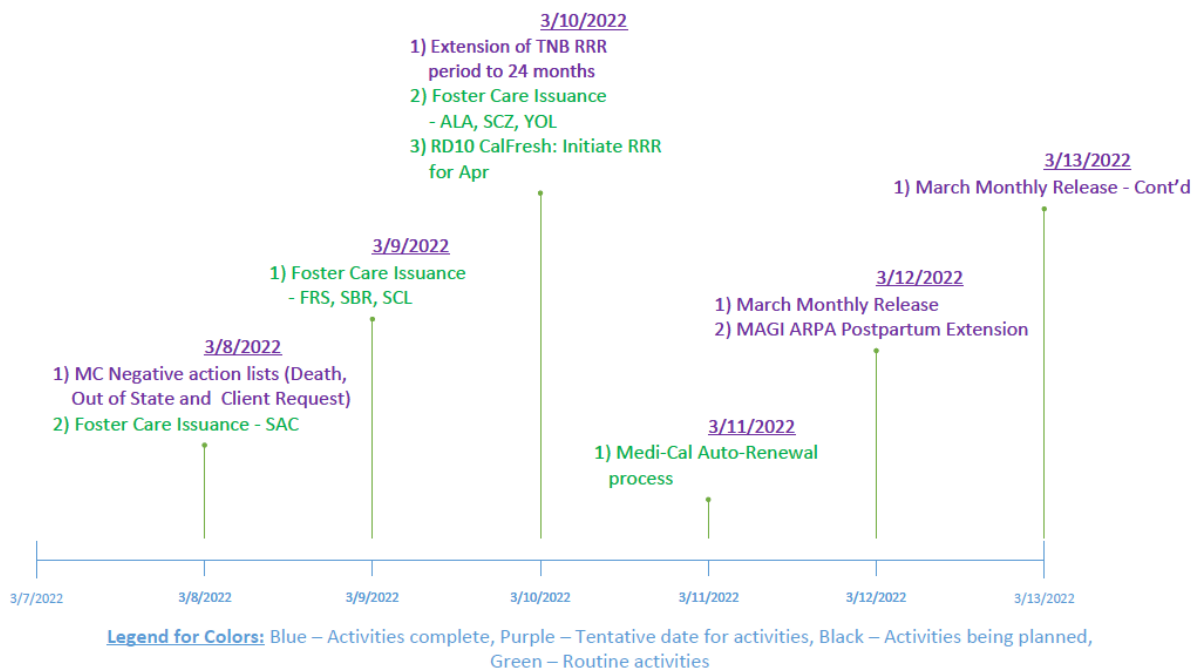 3/10/2022
1) Extension of TNB RRR
period to 24 months
2) Foster Care Issuance
- ALA, SCZ, YOL
3) RD10 CalFresh: Initiate RRR
for Apr
3/13/2022
1) March Monthly Release - Cont’d
3/9/2022
1) Foster Care Issuance
- FRS, SBR, SCL
3/12/2022
1) March Monthly Release
2) MAGI ARPA Postpartum Extension
3/8/2022
1) MC Negative action lists (Death,
Out of State and Client Request)
2) Foster Care Issuance - SAC
3/11/2022
1) Medi-Cal Auto-Renewal
process
3/7/2022
3/8/2022
3/9/2022
3/10/2022
3/11/2022
3/12/2022
3/13/2022
Legend for Colors: Blue – Activities complete, Purple – Tentative date for activities, Black – Activities being planned,
Green – Routine activities